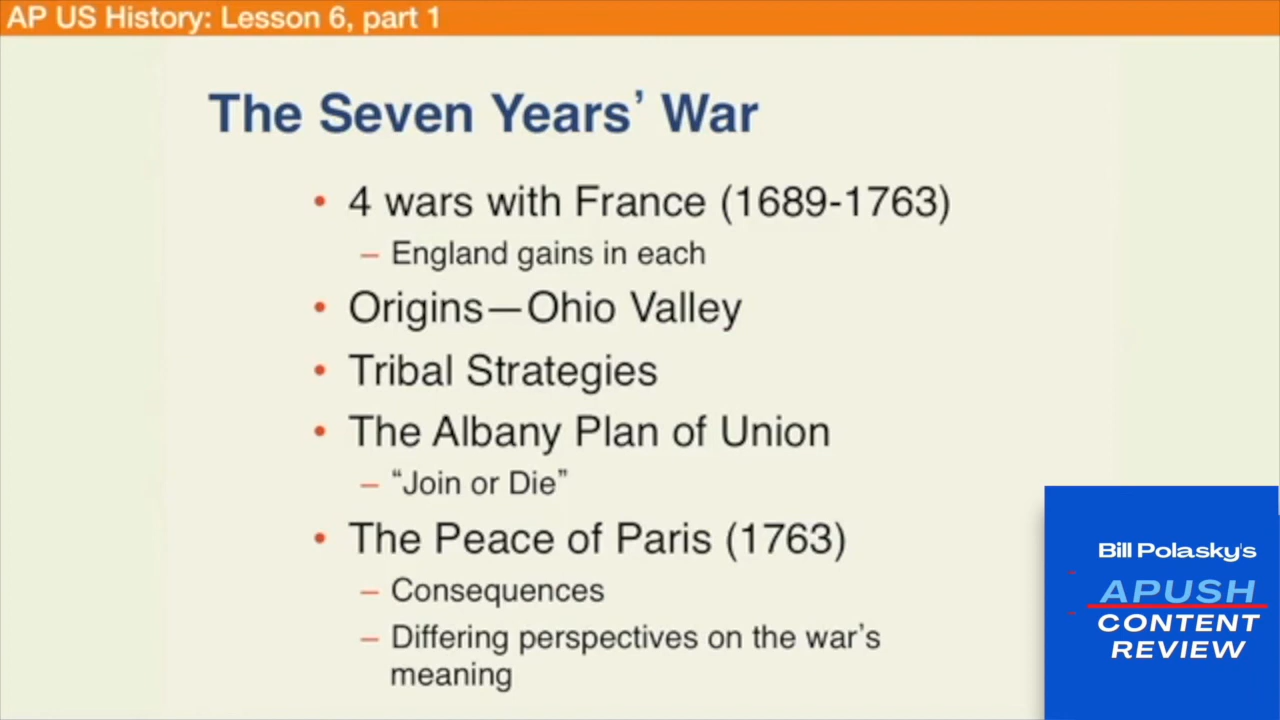 AP US History: Lesson 6, part 1
The Seven Years’ War
• 4 wars with France (1689-1763)
– England gains in each
• Origins—Ohio Valley
• Tribal Strategies
• The Albany Plan of Union
– “Join or Die”
• The Peace of Paris (1763)
– Consequences
– Differing perspectives on the war’s
meaning
Bill Polasky's
APUSH
CONTENT
REVIEW